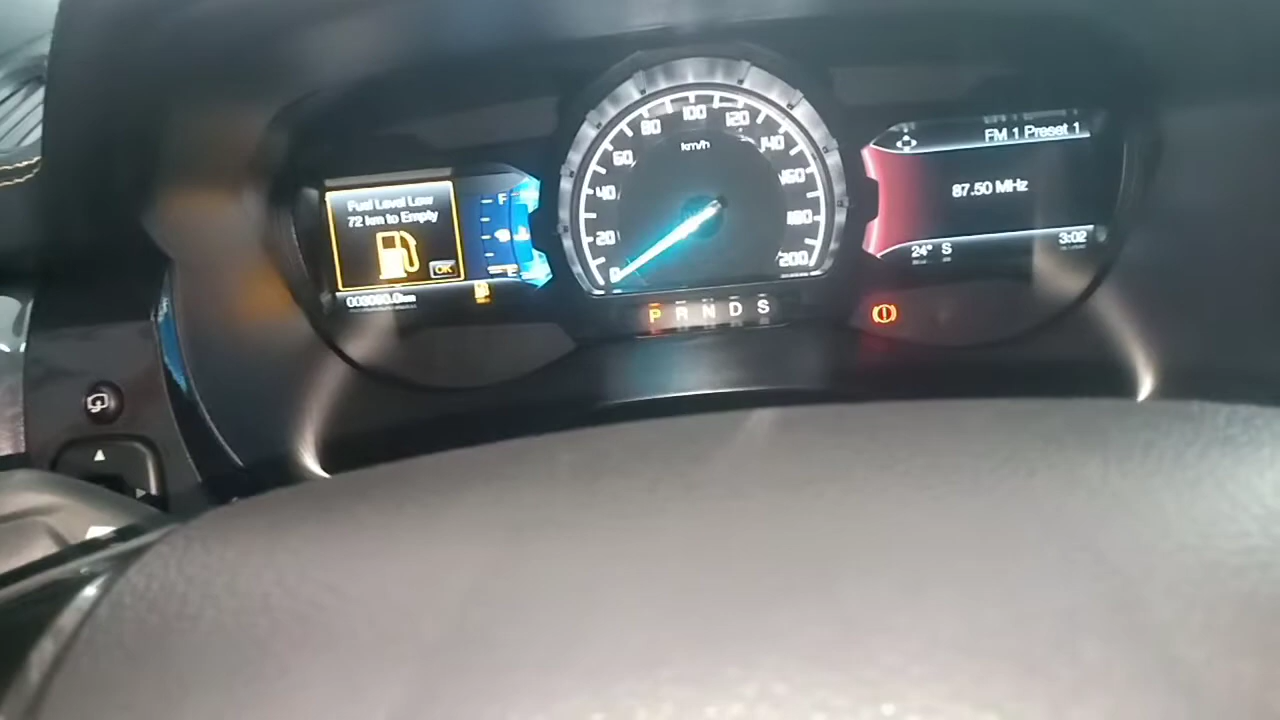 Fuel Level Low
72 km to Empty
OK
F
km/h
0
20
40
60
80
100
120
140
160
180
200
P R N D S
FM 1 Preset 1
87.50 MHz
24° S
3:02